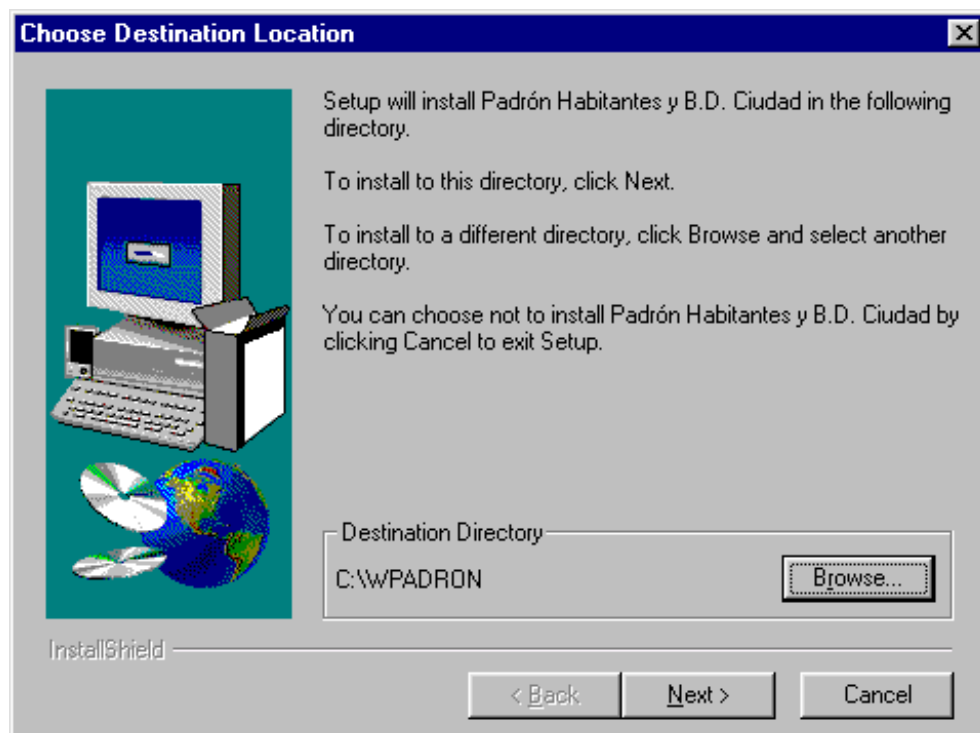 Choose Destination Location
Setup will install Padrón Habitantes y B.D. Ciudad in the following
directory.
To install to this directory, click Next.
To install to a different directory, click Browse and select another
directory.
You can choose not to install Padrón Habitantes y B.D. Ciudad by
clicking Cancel to exit Setup.
Destination Directory
C:\WPADRON
Browse...
InstallShield
< Back
Next >
Cancel